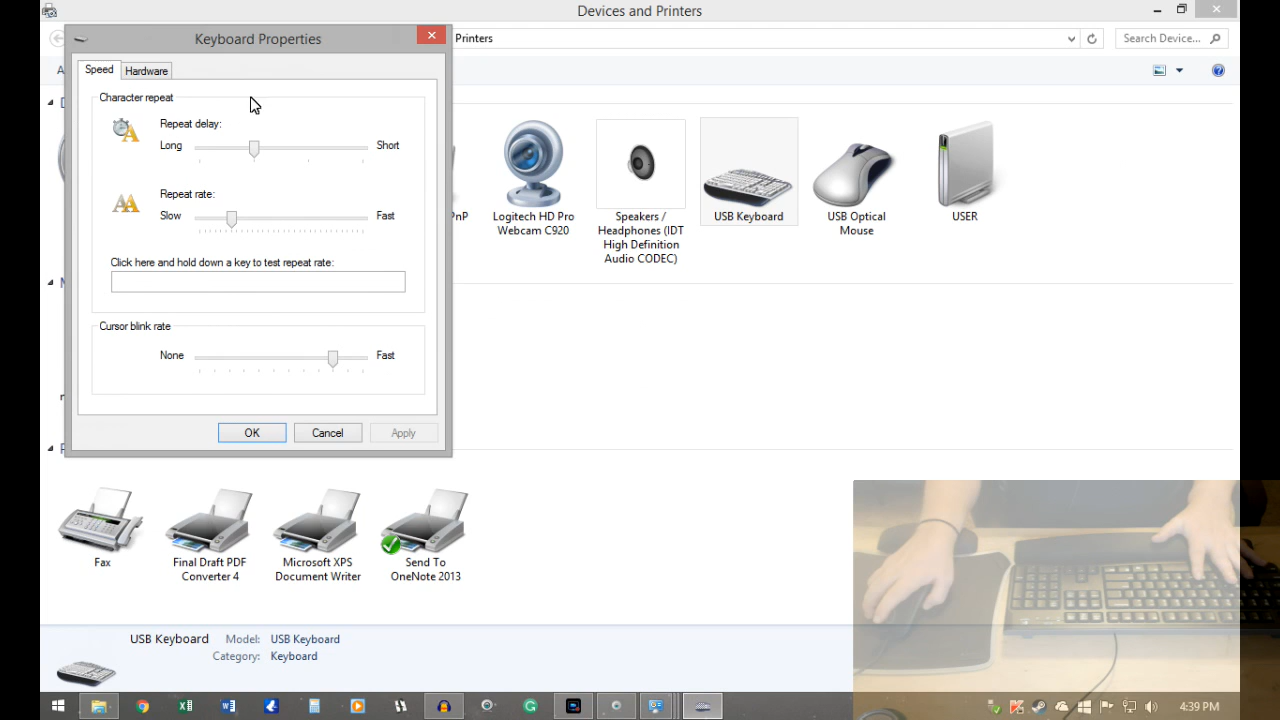 Devices and Printers
Keyboard Properties
Printers
Search Device...
Speed
Hardware
Character repeat
Repeat delay:
Long
Short
Repeat rate:
Slow
Fast
Click here and hold down a key to test repeat rate:
Cursor blink rate
None
Fast
OK
Cancel
Apply
nP
Logitech HD Pro
Webcam C920
Speakers /
Headphones (IDT
High Definition
Audio CODEC)
USB Keyboard
USB Optical
Mouse
USER
Fax
Final Draft PDF
Converter 4
Microsoft XPS
Document Writer
Send To
OneNote 2013
USB Keyboard
Model: USB Keyboard
Category: Keyboard
4:39 PM